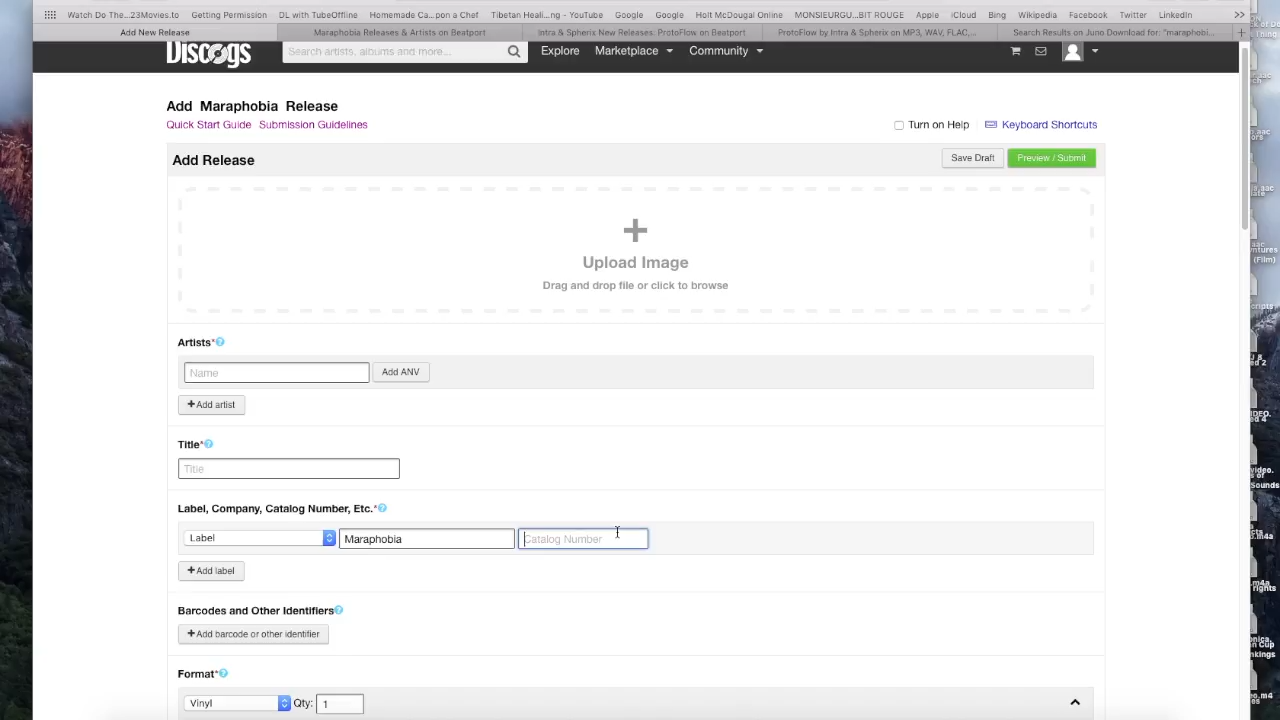 Watch Do The...23Movies.to Getting Permission DL with TubeOffline Homemade Ca...pon a Chef Tibetan Heali...ng - YouTube Google Google Holt McDougal Online MONSIEURGU...BIT ROUGE Apple iCloud Bing Wikipedia Facebook Twitter LinkedIn
Add New Release Maraphobia Releases & Artists on Beatport Intra & Spherix New Releases: ProtoFlow on Beatport ProtoFlow by Intra & Spherix on MP3, WAV, FLAC,... Search Results on Juno Download for: "maraphobi...
Discogs Search artists, albums and more... Explore Marketplace Community
Add Maraphobia Release
Quick Start Guide Submission Guidelines Turn on Help Keyboard Shortcuts
Add Release Save Draft Preview / Submit
Upload Image
Drag and drop file or click to browse
Artists*?
Name Add ANV
+Add artist
Title*?
Title
Label, Company, Catalog Number, Etc.*?
Label Maraphobia Catalog Number
+Add label
Barcodes and Other Identifiers?
+Add barcode or other identifier
Format*?
Vinyl Qty: 1